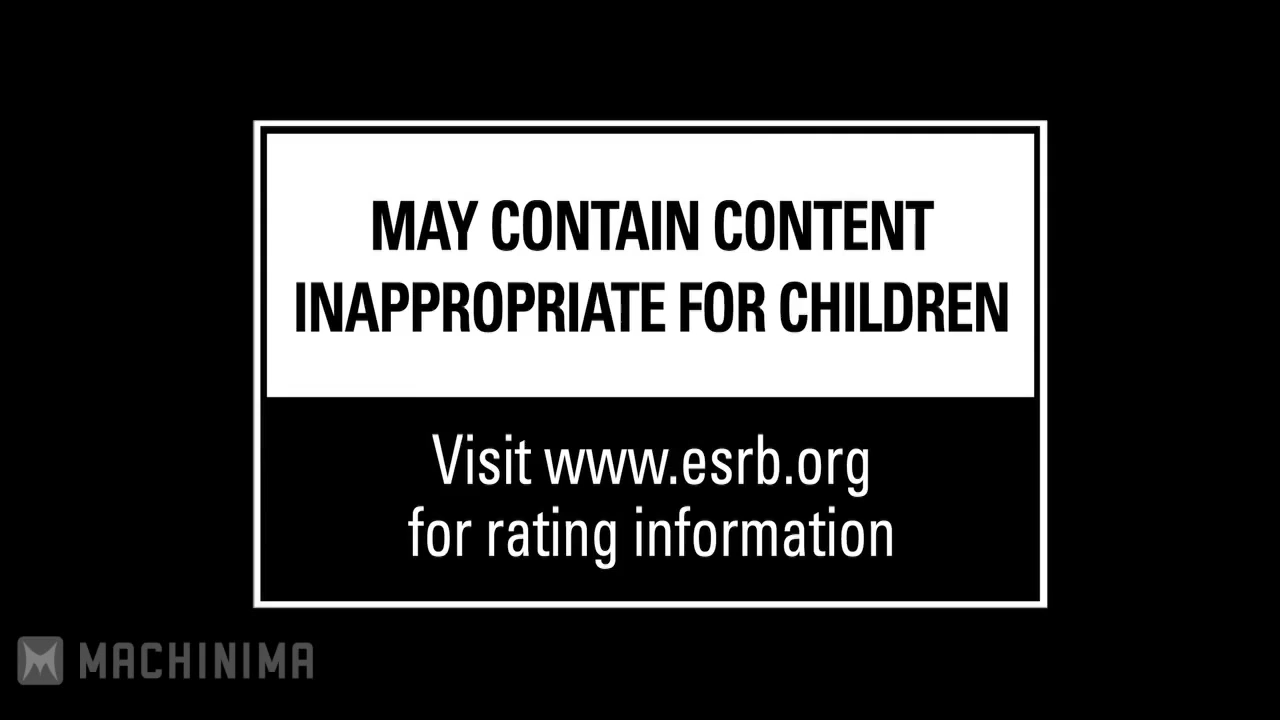 MAY CONTAIN CONTENT
INAPPROPRIATE FOR CHILDREN
Visit www.esrb.org
for rating information
MACHINIMA